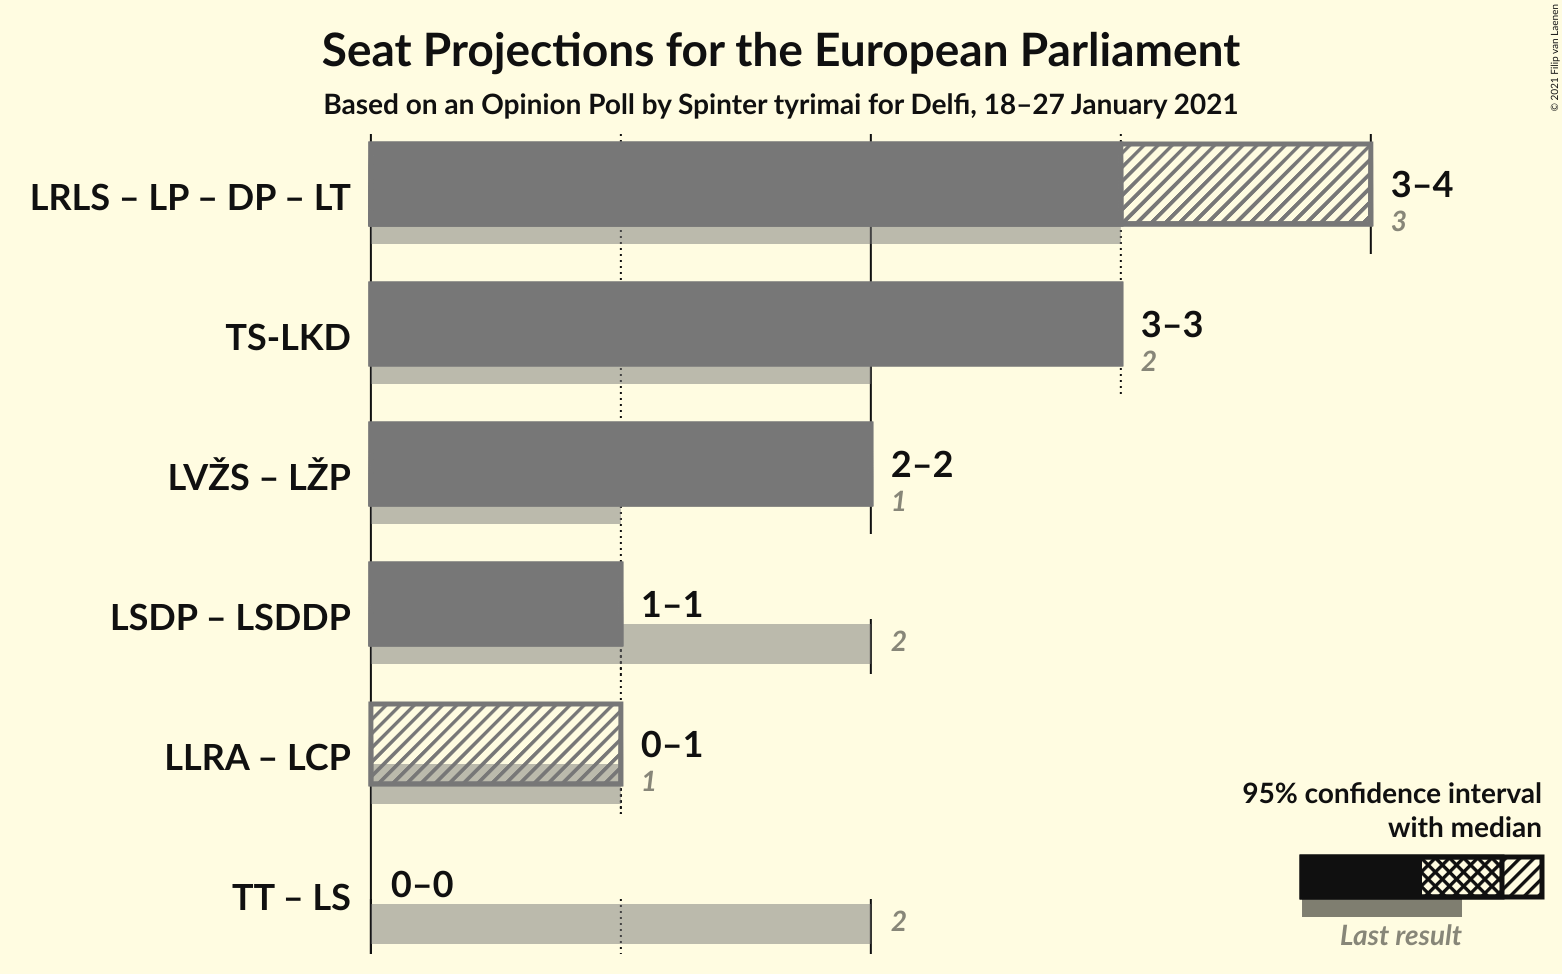 Seat Projections for the European Parliament
Based on an Opinion Poll by Spinter tyrimai for Delfi, 18–27 January 2021
© 2021 Filip van Laenen
LRLS – LP – DP – LT
3–4
3
TS-LKD
3–3
2
LVŽS – LŽP
2–2
1
LSDP – LSDDP
1–1
2
LLRA – LCP
0–1
1
TT – LS
0–0
2
95% confidence interval
with median
Last result